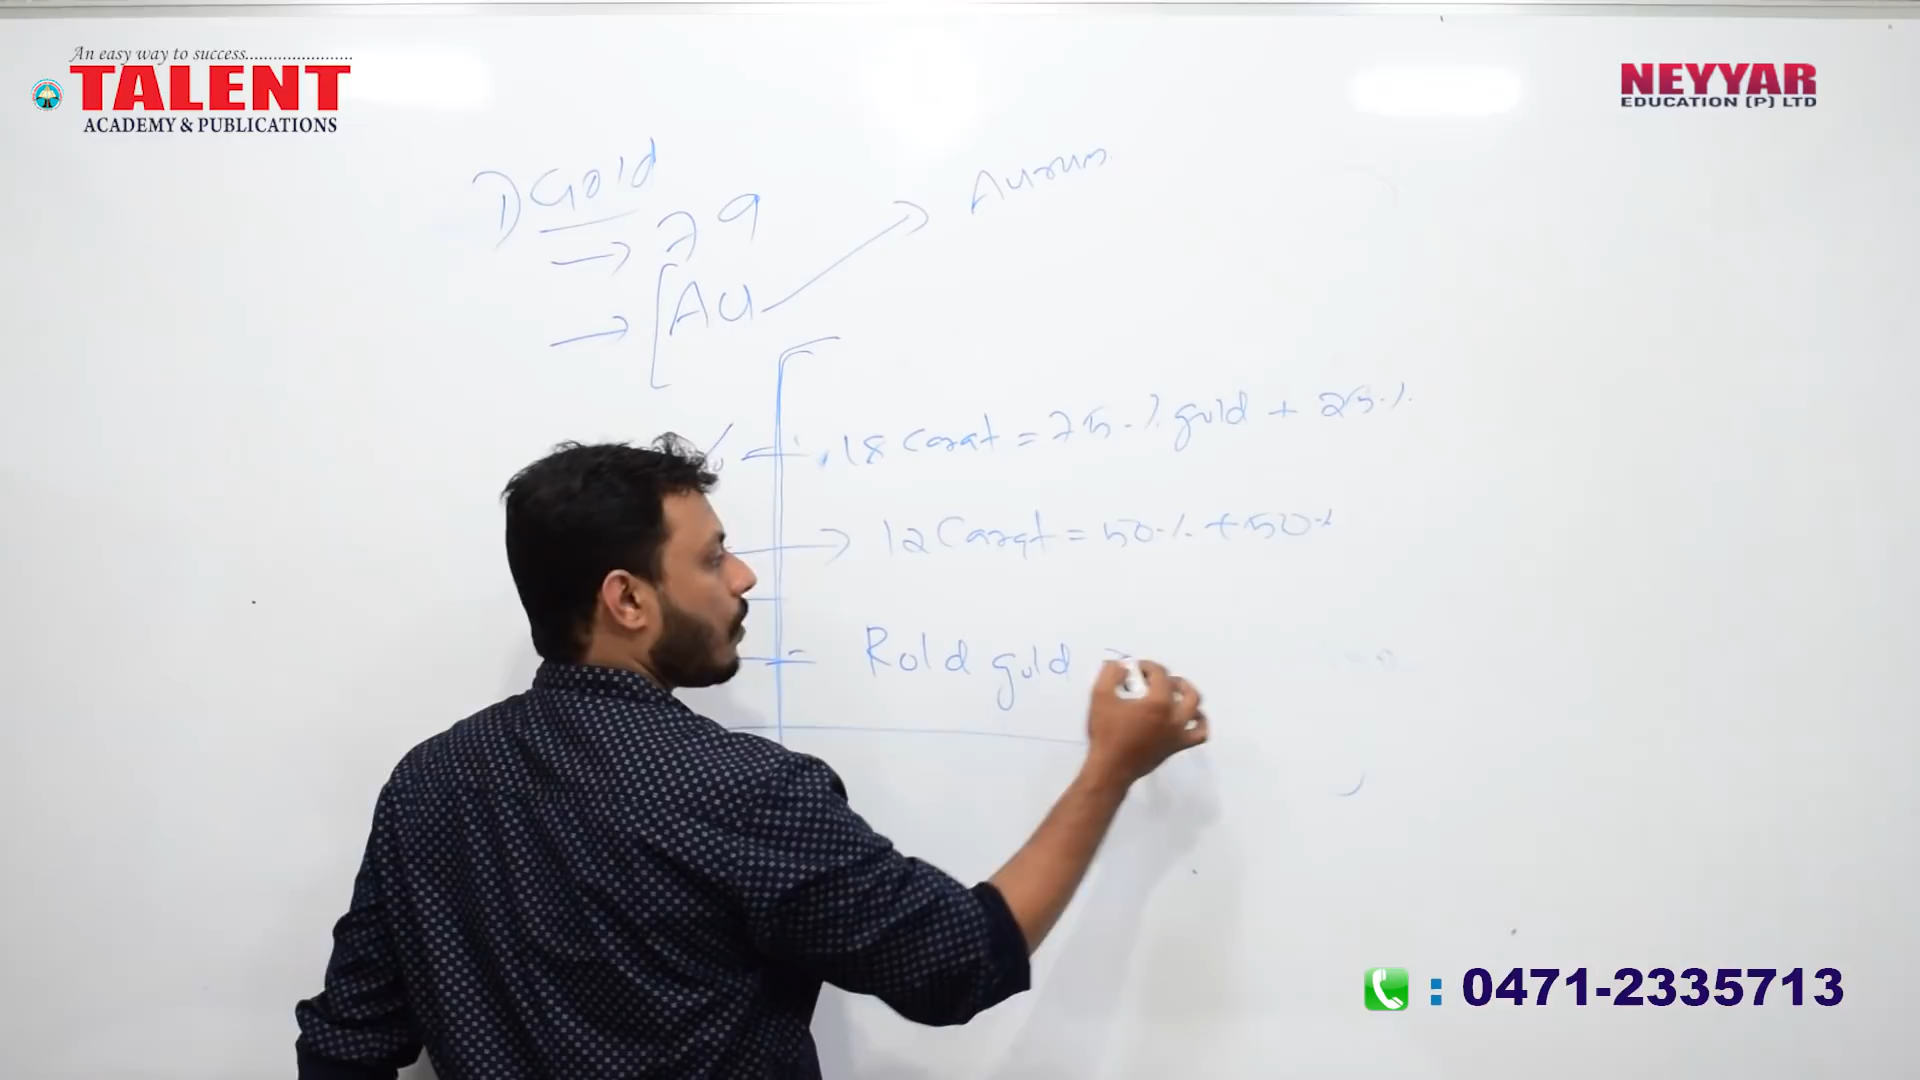 An easy way to success.......................
TALENT
ACADEMY & PUBLICATIONS
NEYYAR
EDUCATION (P) LTD
1) Gold
→ 79
→ [AU → Aurum
18 Carat = 75% gold + 25%
→ 12 Carat = 50% + 50%
Rold gold =
: 0471-2335713